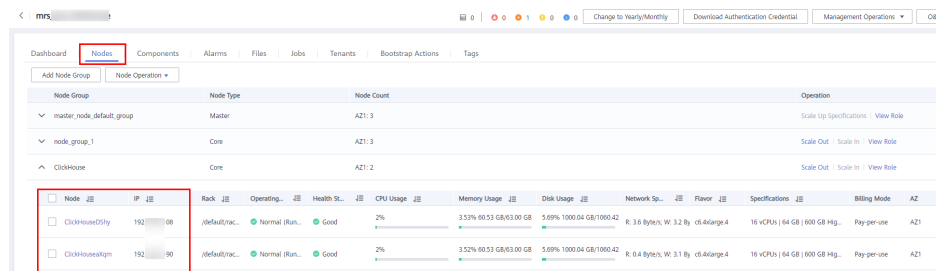 mrs
0 0 1 0 0 Change to Yearly/Monthly Download Authentication Credential Management Operations O&
Dashboard Nodes Components Alarms Files Jobs Tenants Bootstrap Actions Tags
Add Node Group Node Operation
Node Group Node Type Node Count Operation
master_node_default_group Master AZ1: 3 Scale Up Specifications View Role
node_group_1 Core AZ1: 3 Scale Out Scale In View Role
ClickHouse Core AZ1: 2 Scale Out Scale In View Role
Node IP Rack Operating... Health St... CPU Usage Memory Usage Disk Usage Network Sp... Flavor Specifications Billing Mode AZ
ClickHouseDShy 192 08 /default/rac... Normal (Run... Good 2% 3.53% 60.53 GB/63.00 GB 5.69% 1000.04 GB/1060.42 R: 3.6 Byte/s; W: 3.2 By c6.4xlarge.4 16 vCPUs | 64 GB | 600 GB Hig... Pay-per-use AZ1
ClickHouseaXqm 192 90 /default/rac... Normal (Run... Good 2% 3.52% 60.53 GB/63.00 GB 5.69% 1000.04 GB/1060.42 R: 0.4 Byte/s; W: 3.1 By c6.4xlarge.4 16 vCPUs | 64 GB | 600 GB Hig... Pay-per-use AZ1